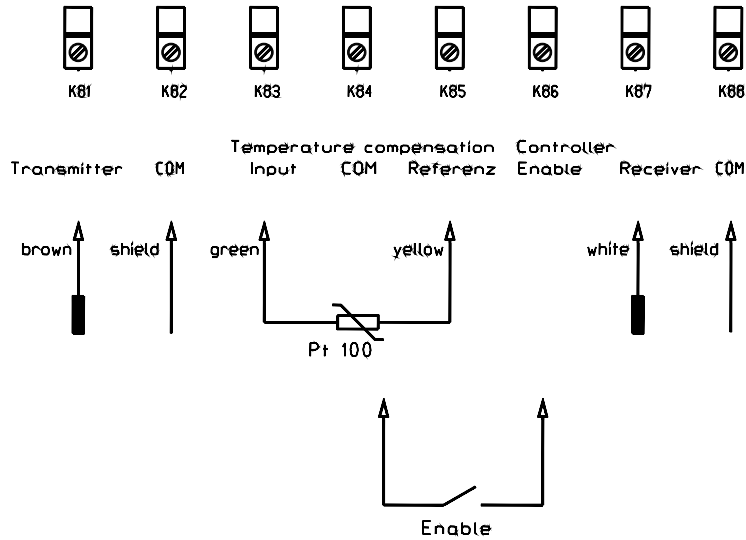 K81 K82 K83 K84 K85 K86 K87 K88
Temperature compensation Controller
Transmitter COM Input COM Referenz Enable Receiver COM
brown shield green yellow white shield
Pt 100
Enable